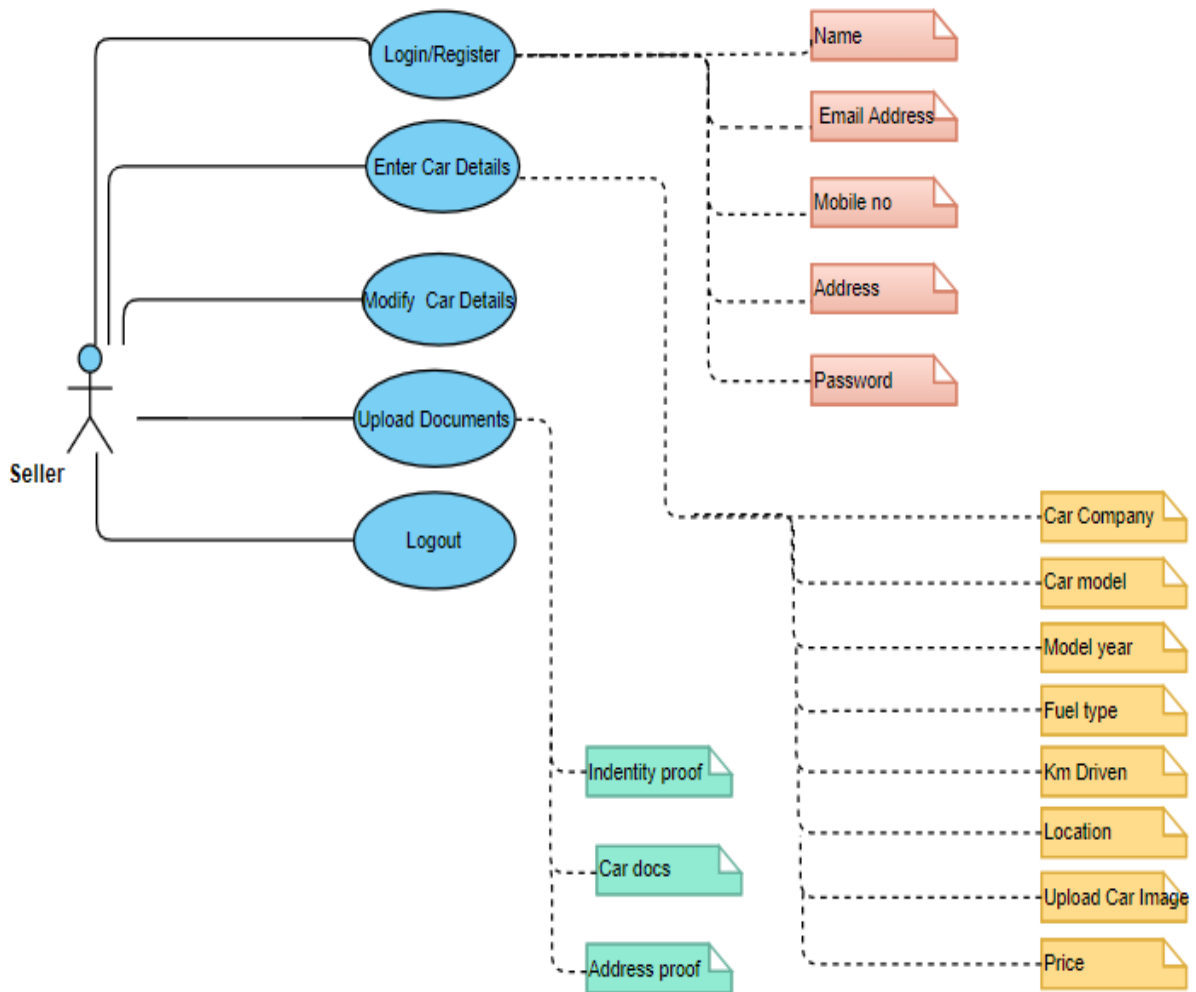 Login/Register
Name
Email Address
Enter Car Details
Mobile no
Modify Car Details
Address
Password
Upload Documents
Seller
Logout
Car Company
Car model
Model year
Fuel type
Indentity proof
Km Driven
Location
Car docs
Upload Car Image
Address proof
Price